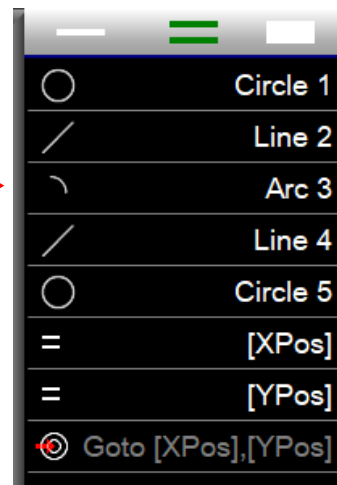 Circle 1
Line 2
Arc 3
Line 4
Circle 5
= [XPos]
= [YPos]
Goto [XPos],[YPos]